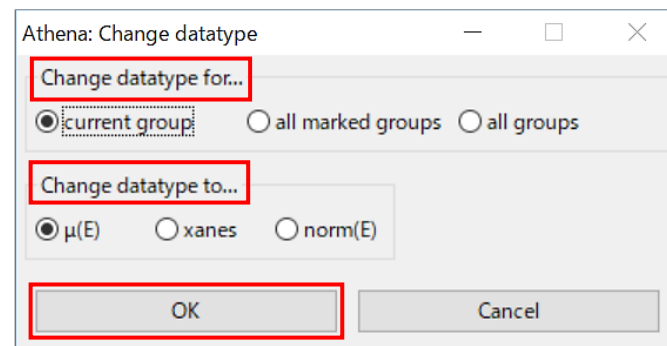 Athena: Change datatype
Change datatype for...
current group all marked groups all groups
Change datatype to...
μ(E) xanes norm(E)
OK Cancel